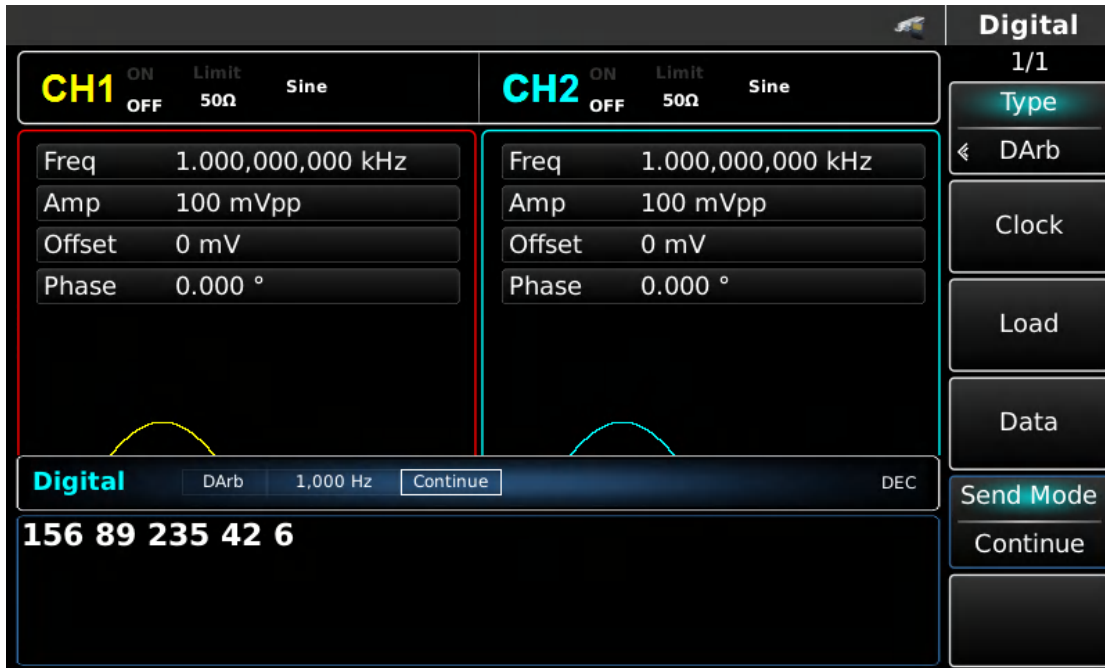 Digital
1/1
CH1 ON OFF Limit 50Ω Sine
CH2 ON OFF Limit 50Ω Sine
Type
DArb
Freq 1.000,000,000 kHz
Amp 100 mVpp
Offset 0 mV
Phase 0.000 °
Freq 1.000,000,000 kHz
Amp 100 mVpp
Offset 0 mV
Phase 0.000 °
Clock
Load
Data
Digital DArb 1,000 Hz Continue DEC
156 89 235 42 6
Send Mode
Continue